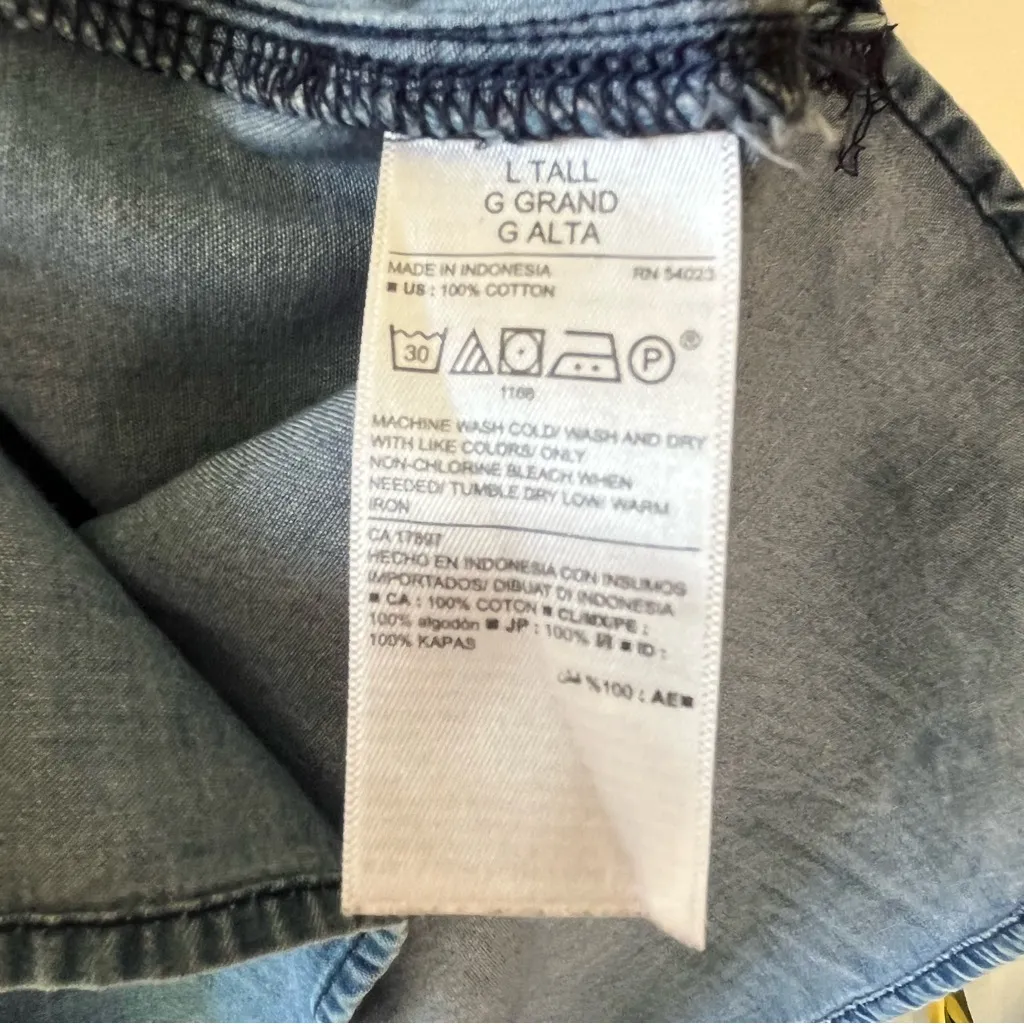 L TALL
G GRAND
G ALTA
MADE IN INDONESIA RN 54023
■ US : 100% COTTON
30 P ®
1168
MACHINE WASH COLD/ WASH AND DRY
WITH LIKE COLORS/ ONLY
NON-CHLORINE BLEACH WHEN
NEEDED/ TUMBLE DRY LOW/ WARM
IRON
CA 17897
HECHO EN INDONESIA CON INSUMOS
IMPORTADOS/ DIBUAT DI INDONESIA
■ CA : 100% COTON ■ CL/MX/PE :
100% algodón ■ JP : 100% 綿 ■ ID :
100% KAPAS
■AE : 100% قطن